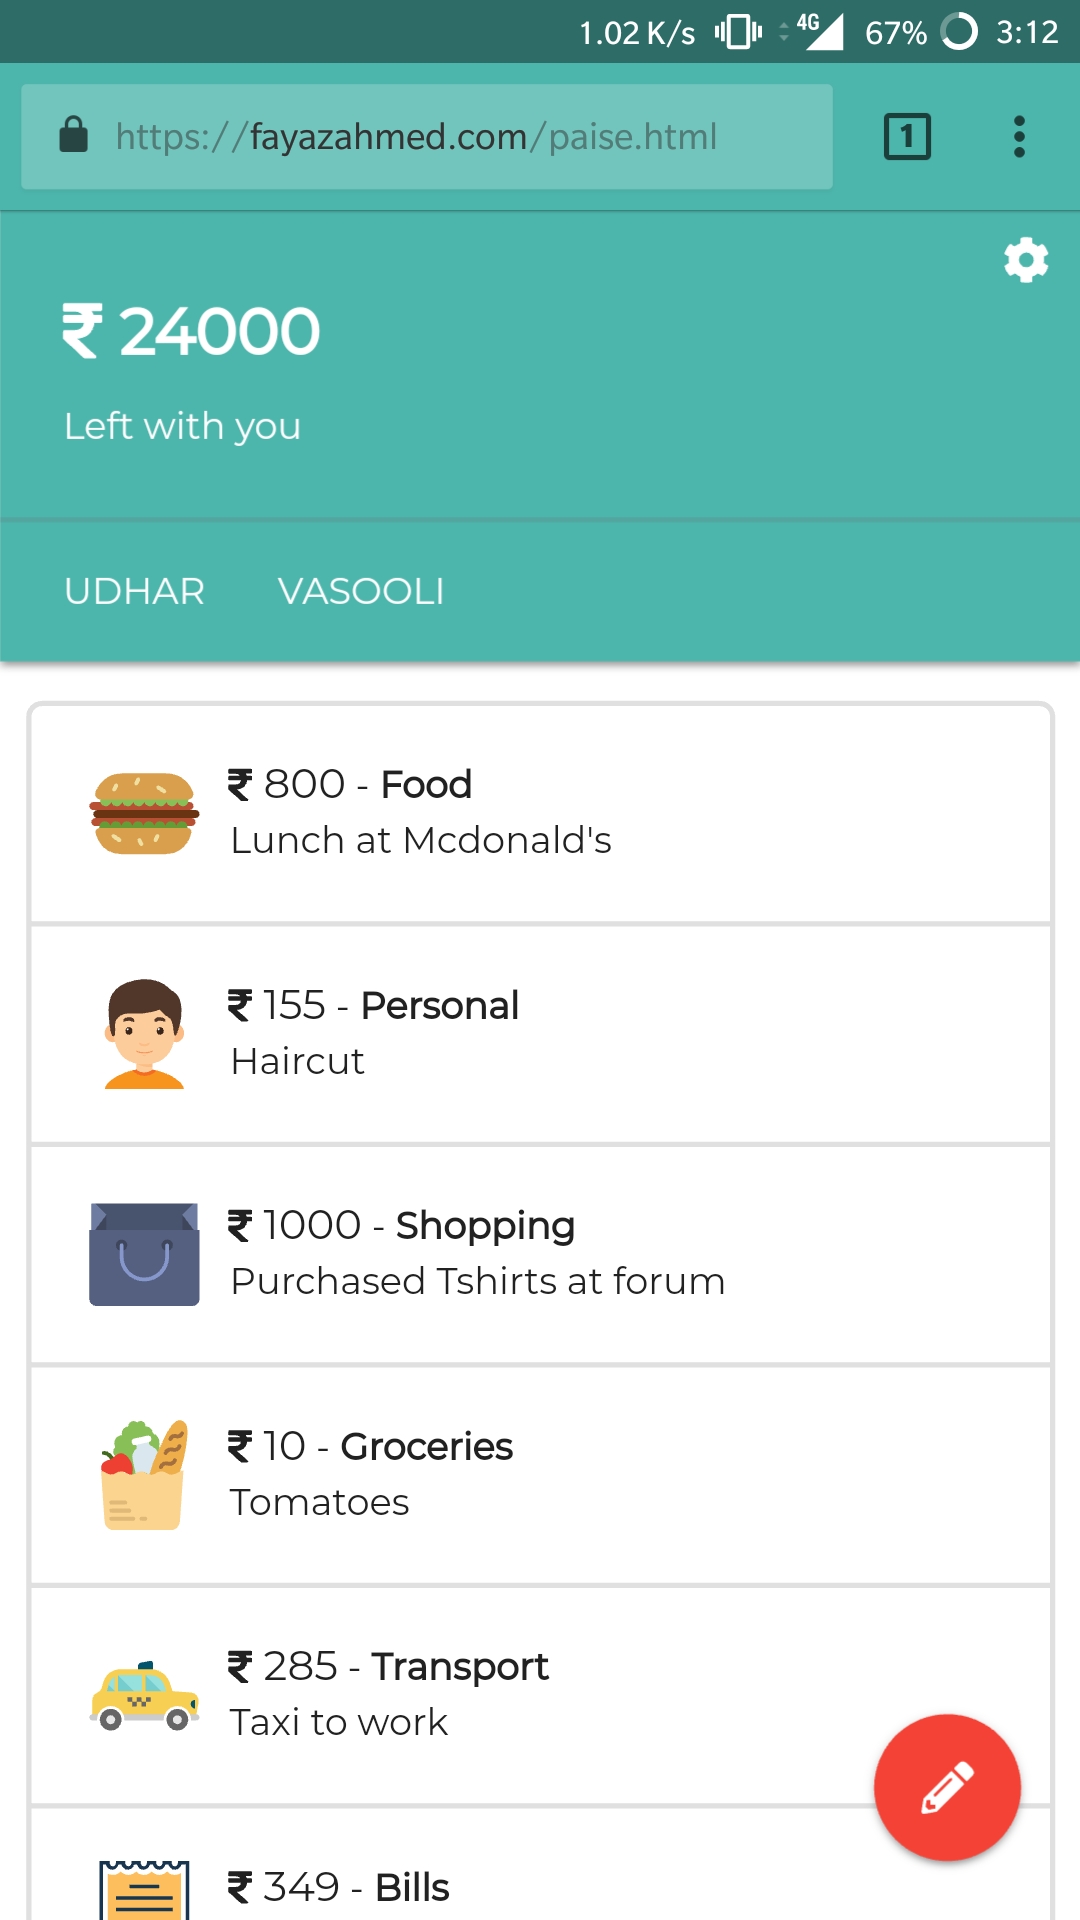 1.02 K/s 4G 67% 3:12
https://fayazahmed.com/paise.html 1
₹ 24000
Left with you
UDHAR VASOOLI
₹ 800 - Food
Lunch at Mcdonald's
₹ 155 - Personal
Haircut
₹ 1000 - Shopping
Purchased Tshirts at forum
₹ 10 - Groceries
Tomatoes
₹ 285 - Transport
Taxi to work
₹ 349 - Bills